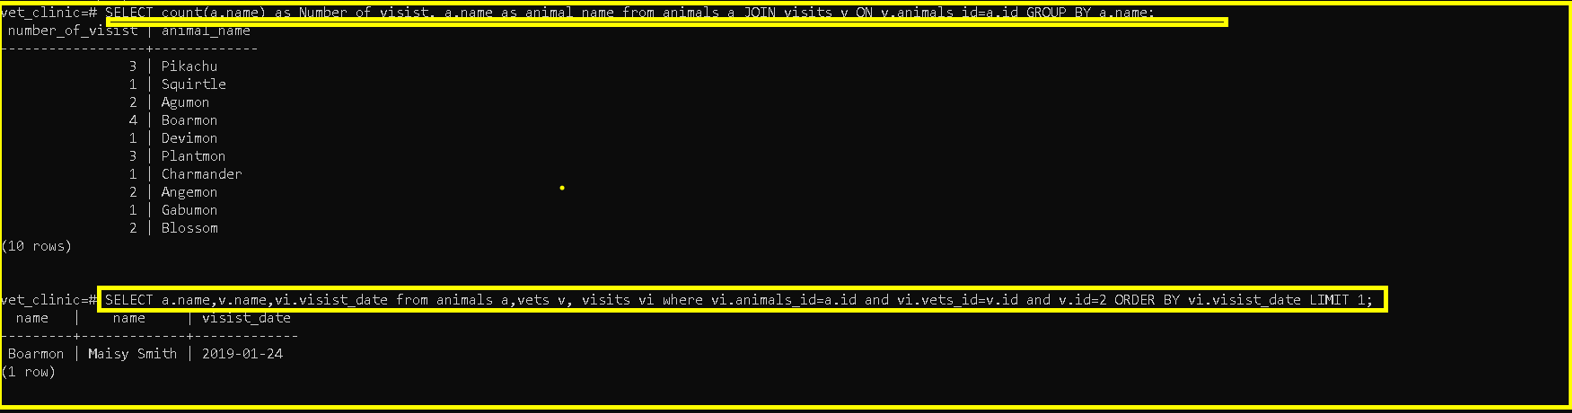 vet_clinic=# SELECT count(a.name) as Number_of_visist, a.name as animal_name from animals a JOIN visits v ON v.animals_id=a.id GROUP BY a.name;
 number_of_visist | animal_name
------------------+-------------
                3 | Pikachu
                1 | Squirtle
                2 | Agumon
                4 | Boarmon
                1 | Devimon
                3 | Plantmon
                1 | Charmander
                2 | Angemon
                1 | Gabumon
                2 | Blossom
(10 rows)
vet_clinic=# SELECT a.name,v.name,vi.visist_date from animals a,vets v, visits vi where vi.animals_id=a.id and vi.vets_id=v.id and v.id=2 ORDER BY vi.visist_date LIMIT 1;
  name   |    name     | visist_date
---------+-------------+-------------
 Boarmon | Maisy Smith | 2019-01-24
(1 row)